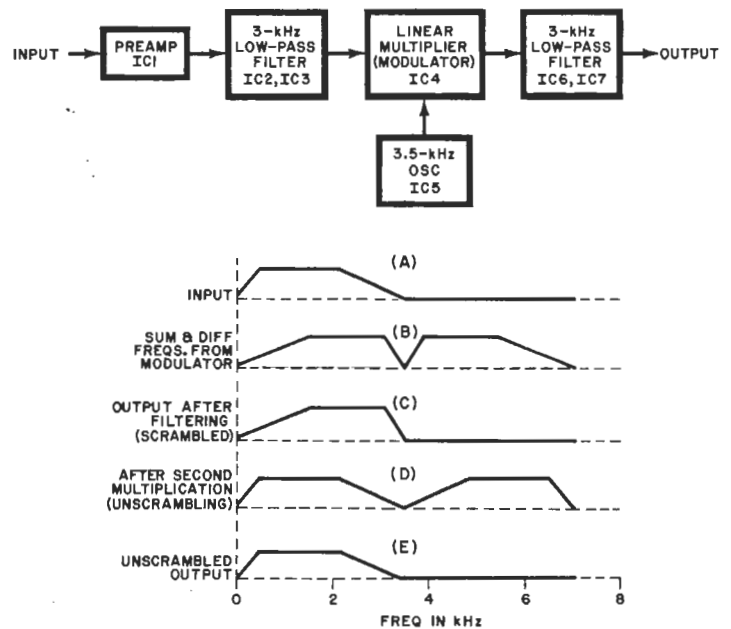 INPUT
PREAMP
IC1
3-kHz
LOW-PASS
FILTER
IC2,IC3
LINEAR
MULTIPLIER
(MODULATOR)
IC4
3-kHz
LOW-PASS
FILTER
IC6,IC7
OUTPUT
3.5-kHz
OSC
IC5
(A)
INPUT
(B)
SUM & DIFF
FREQS. FROM
MODULATOR
(C)
OUTPUT AFTER
FILTERING
(SCRAMBLED)
(D)
AFTER SECOND
MULTIPLICATION
(UNSCRAMBLING)
(E)
UNSCRAMBLED
OUTPUT
0 2 4 6 8
FREQ IN kHz